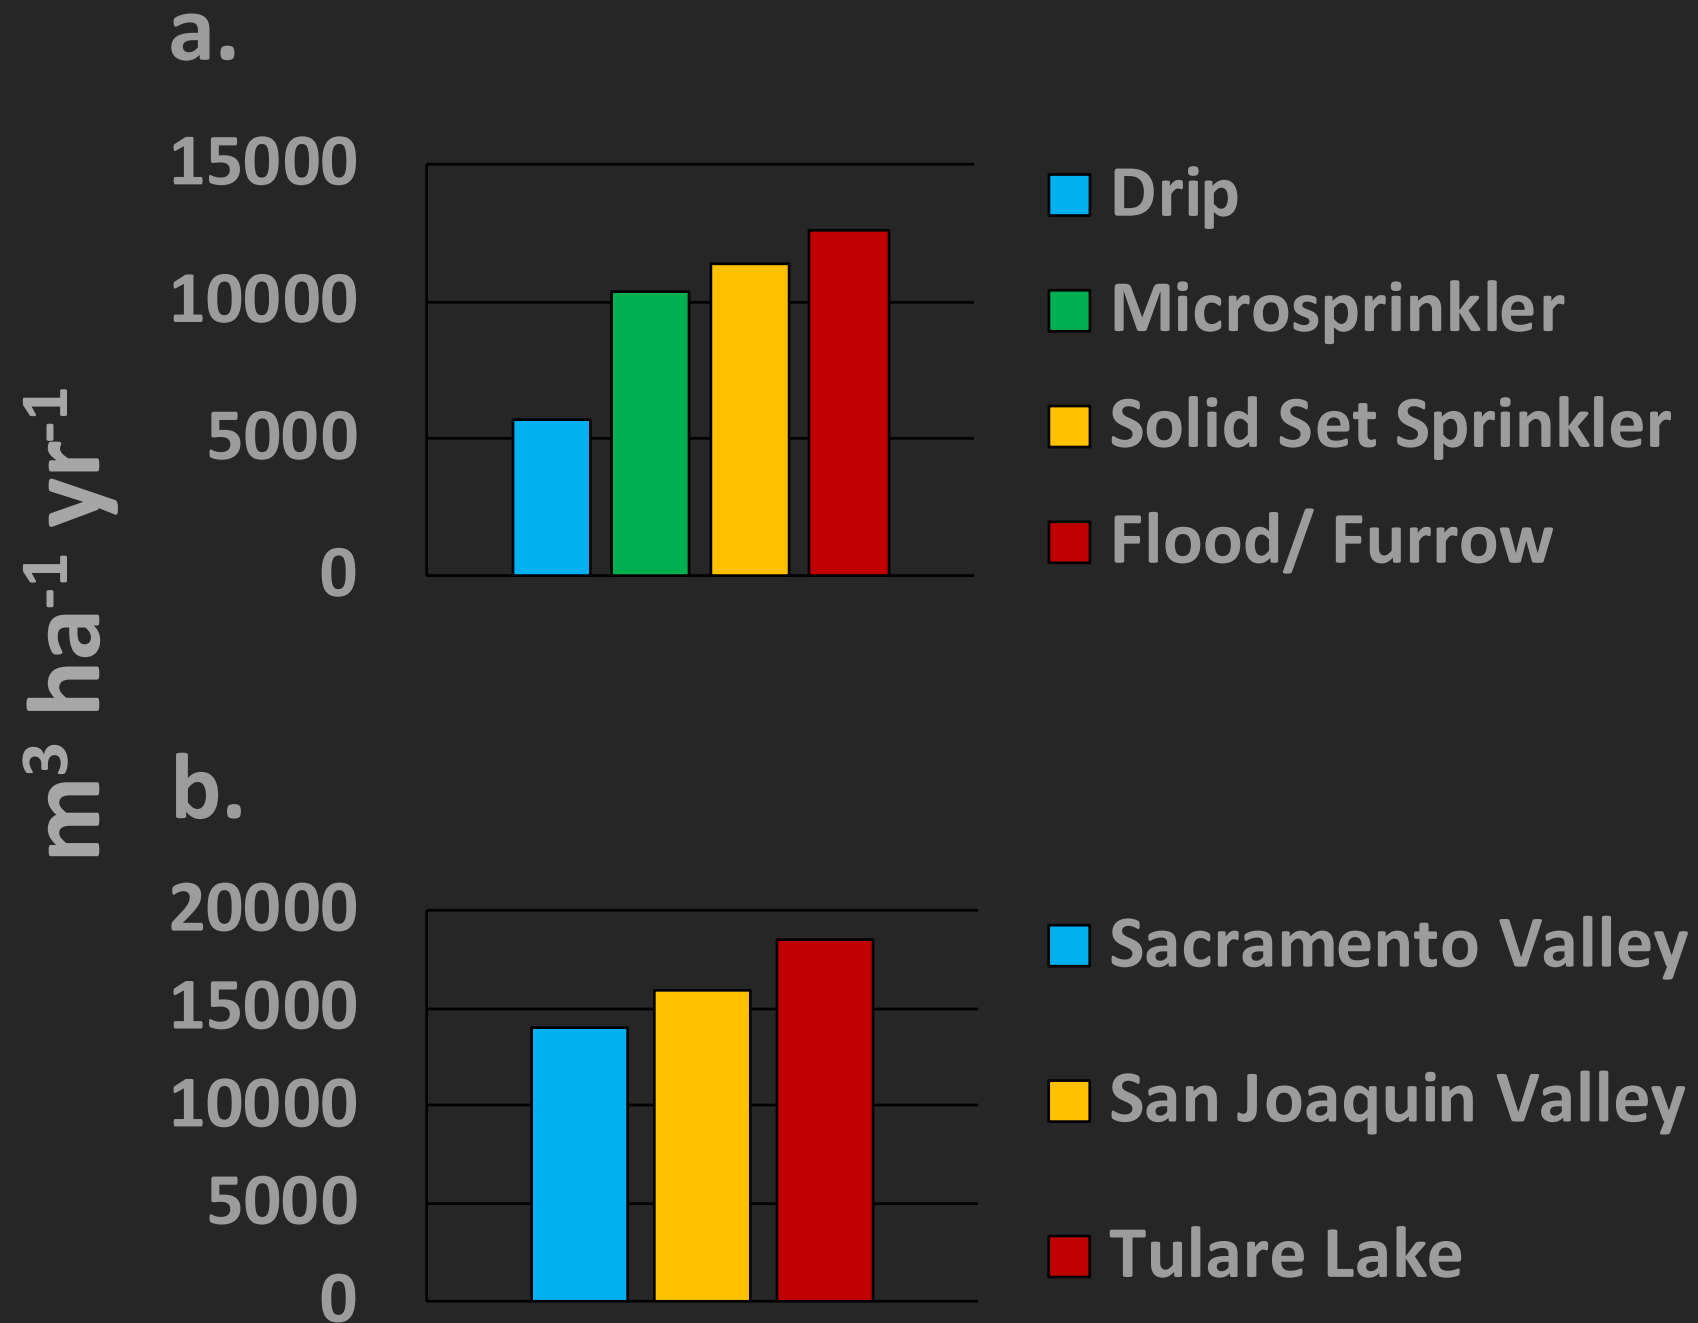 a.
15000
10000
5000
0
Drip
Microsprinkler
Solid Set Sprinkler
Flood/ Furrow
m³ ha⁻¹ yr⁻¹
b.
20000
15000
10000
5000
0
Sacramento Valley
San Joaquin Valley
Tulare Lake